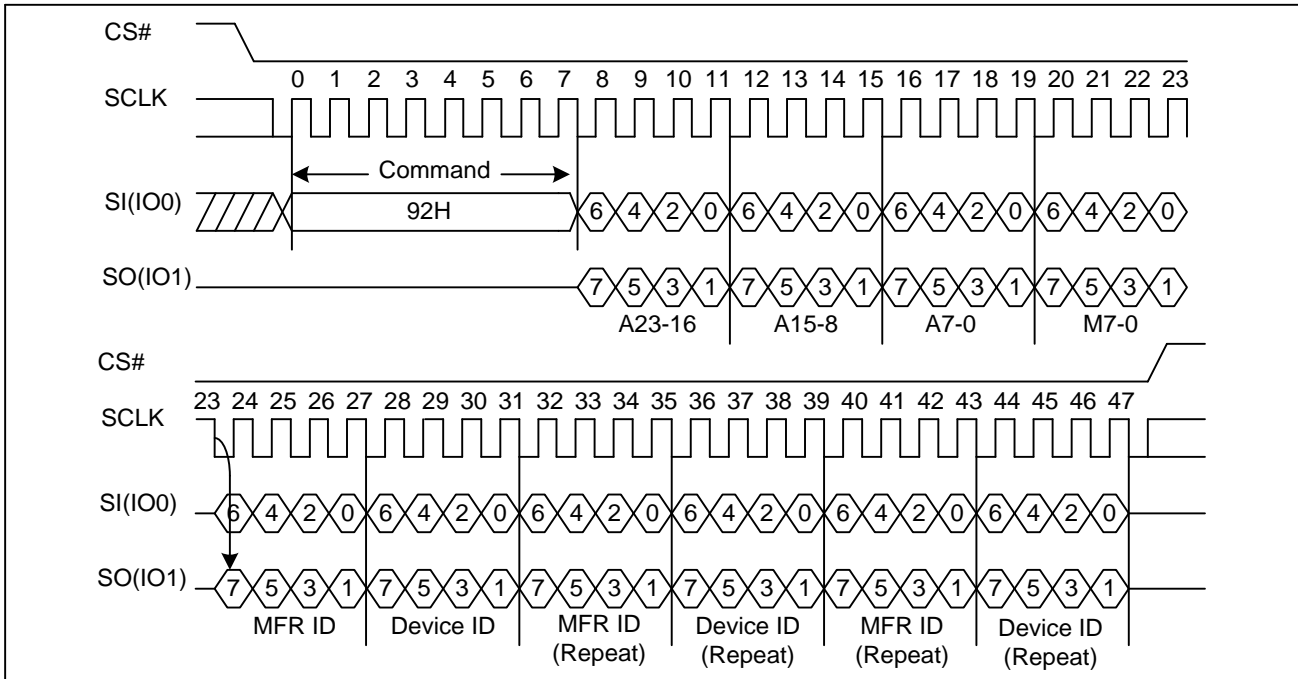 CS#
0 1 2 3 4 5 6 7 8 9 10 11 12 13 14 15 16 17 18 19 20 21 22 23
SCLK
Command
SI(IO0)
92H
6 4 2 0 6 4 2 0 6 4 2 0 6 4 2 0
SO(IO1)
7 5 3 1 7 5 3 1 7 5 3 1 7 5 3 1
A23-16 A15-8 A7-0 M7-0
CS#
23 24 25 26 27 28 29 30 31 32 33 34 35 36 37 38 39 40 41 42 43 44 45 46 47
SCLK
SI(IO0)
6 4 2 0 6 4 2 0 6 4 2 0 6 4 2 0 6 4 2 0 6 4 2 0
SO(IO1)
7 5 3 1 7 5 3 1 7 5 3 1 7 5 3 1 7 5 3 1 7 5 3 1
MFR ID Device ID MFR ID Device ID MFR ID Device ID
(Repeat) (Repeat) (Repeat) (Repeat)